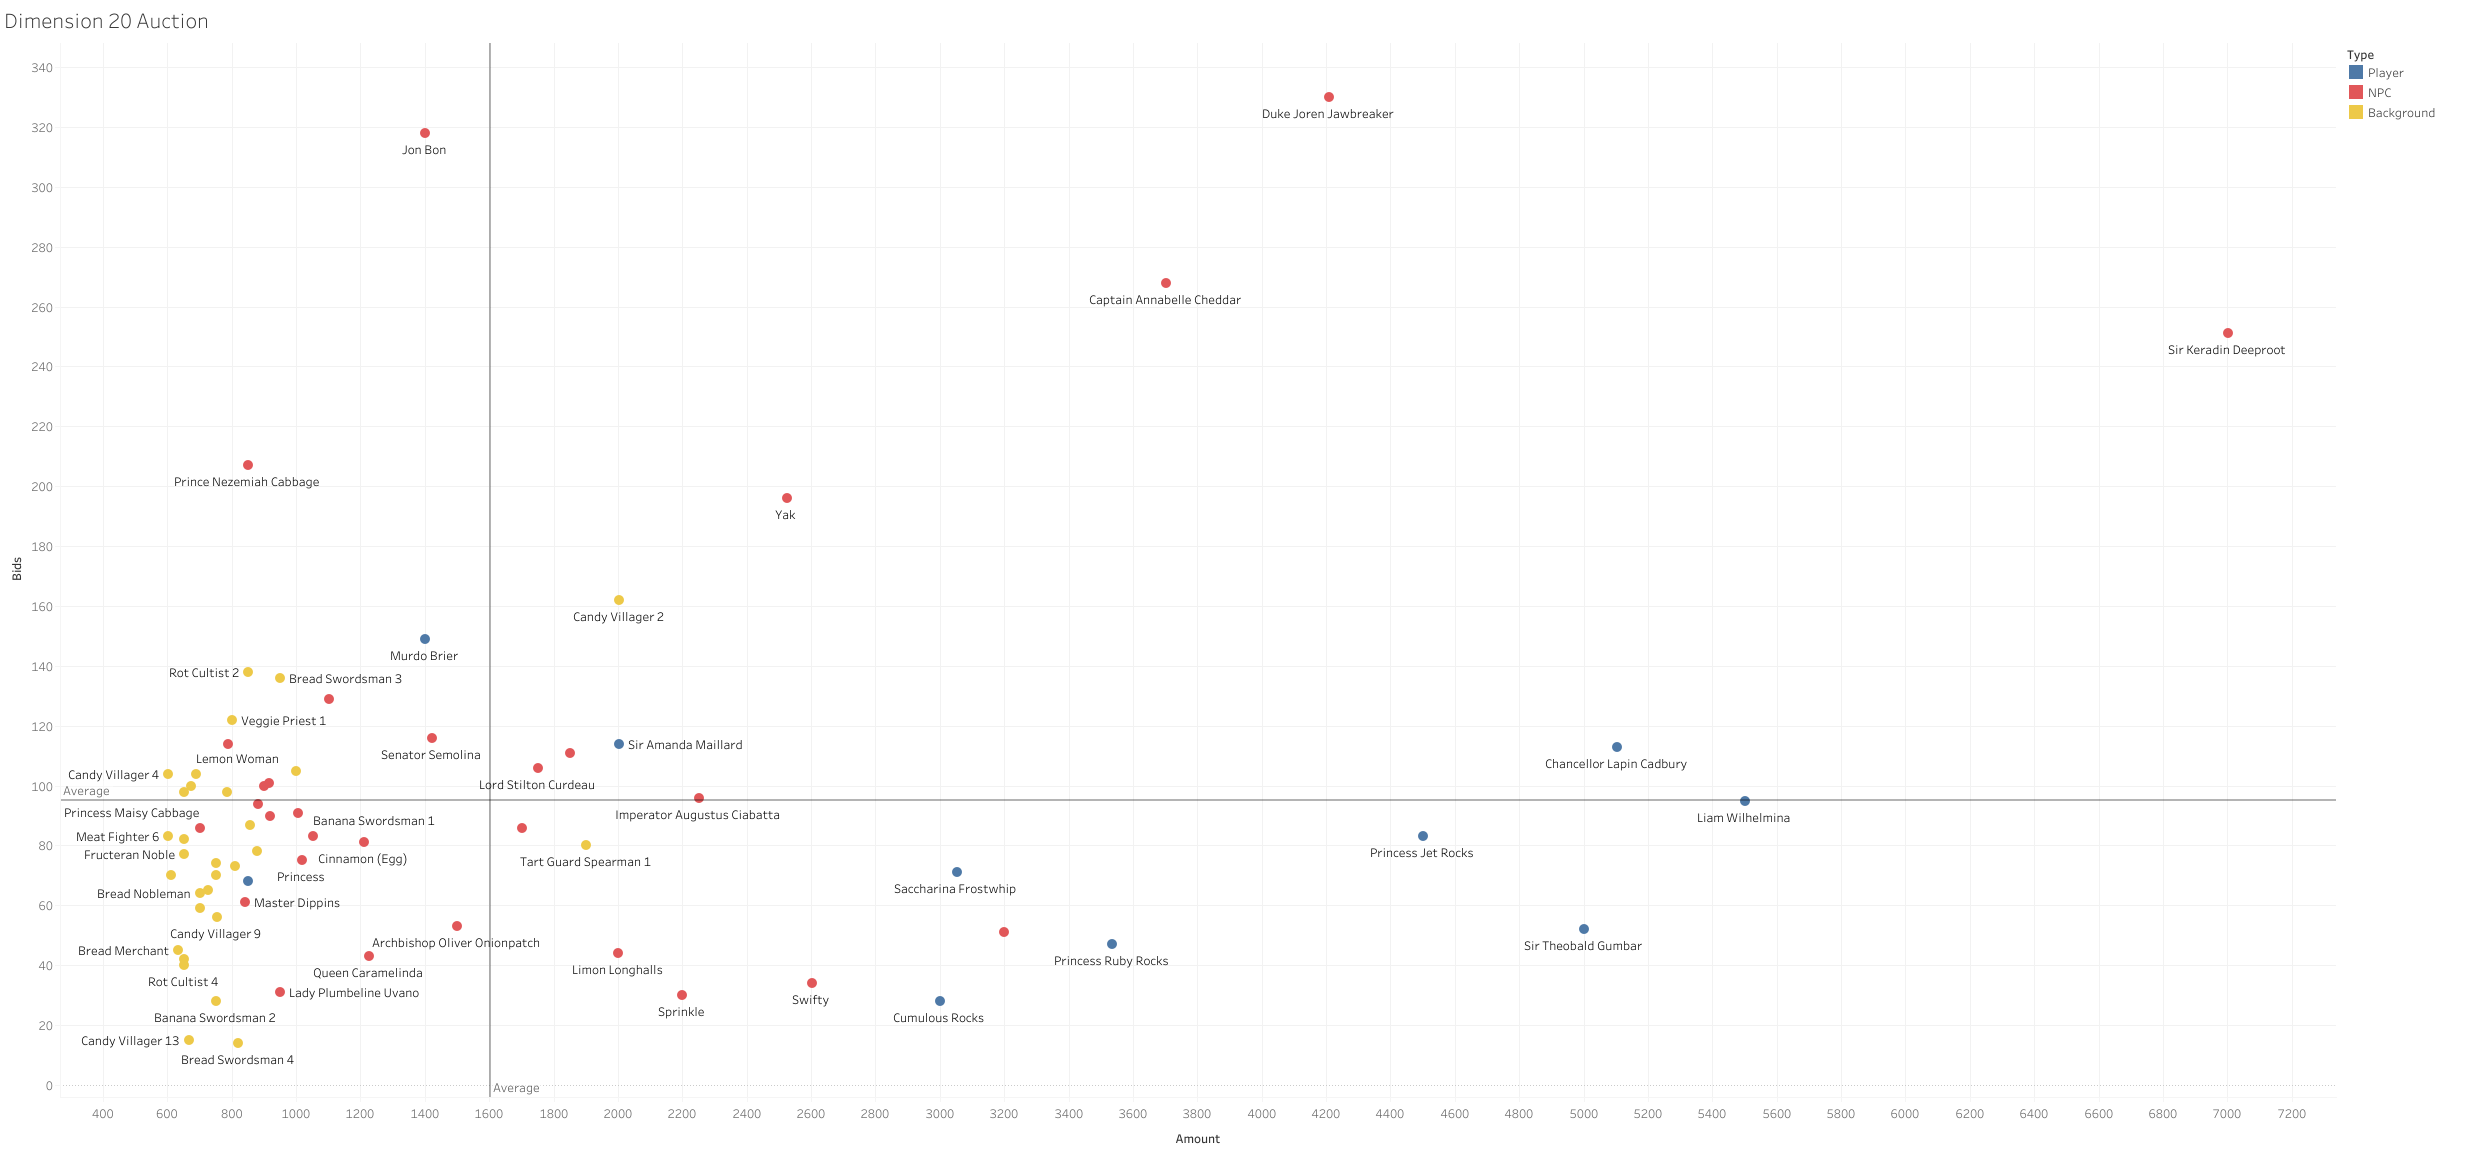 Dimension 20 Auction
Type
Player
NPC
Background
Bids
340
320
300
280
260
240
220
200
180
160
140
120
100
80
60
40
20
0
Duke Joren Jawbreaker
Jon Bon
Captain Annabelle Cheddar
Sir Keradin Deeproot
Prince Nezemiah Cabbage
Yak
Candy Villager 2
Murdo Brier
Rot Cultist 2
Bread Swordsman 3
Veggie Priest 1
Sir Amanda Maillard
Senator Semolina
Lemon Woman
Chancellor Lapin Cadbury
Candy Villager 4
Lord Stilton Curdeau
Average
Princess Maisy Cabbage
Imperator Augustus Ciabatta
Liam Wilhelmina
Banana Swordsman 1
Meat Fighter 6
Princess Jet Rocks
Fructeran Noble
Cinnamon (Egg)
Tart Guard Spearman 1
Princess
Saccharina Frostwhip
Bread Nobleman
Master Dippins
Candy Villager 9
Archbishop Oliver Onionpatch
Sir Theobald Gumbar
Bread Merchant
Princess Ruby Rocks
Limon Longhalls
Queen Caramelinda
Rot Cultist 4
Lady Plumbeline Uvano
Swifty
Sprinkle
Banana Swordsman 2
Cumulous Rocks
Candy Villager 13
Bread Swordsman 4
Average
400 600 800 1000 1200 1400 1600 1800 2000 2200 2400 2600 2800 3000 3200 3400 3600 3800 4000 4200 4400 4600 4800 5000 5200 5400 5600 5800 6000 6200 6400 6600 6800 7000 7200
Amount